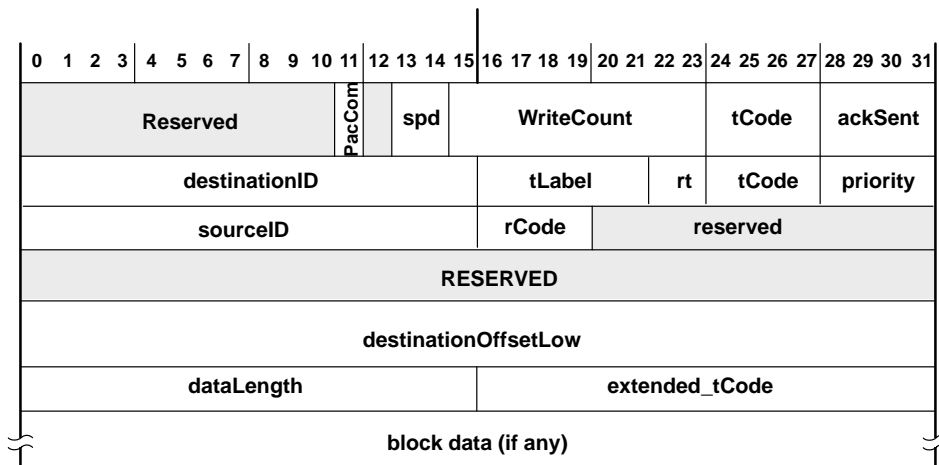 0 1 2 3 4 5 6 7 8 9 10 11 12 13 14 15 16 17 18 19 20 21 22 23 24 25 26 27 28 29 30 31
Reserved PacCom spd WriteCount tCode ackSent
destinationID tLabel rt tCode priority
sourceID rCode reserved
RESERVED
destinationOffsetLow
dataLength extended_tCode
block data (if any)